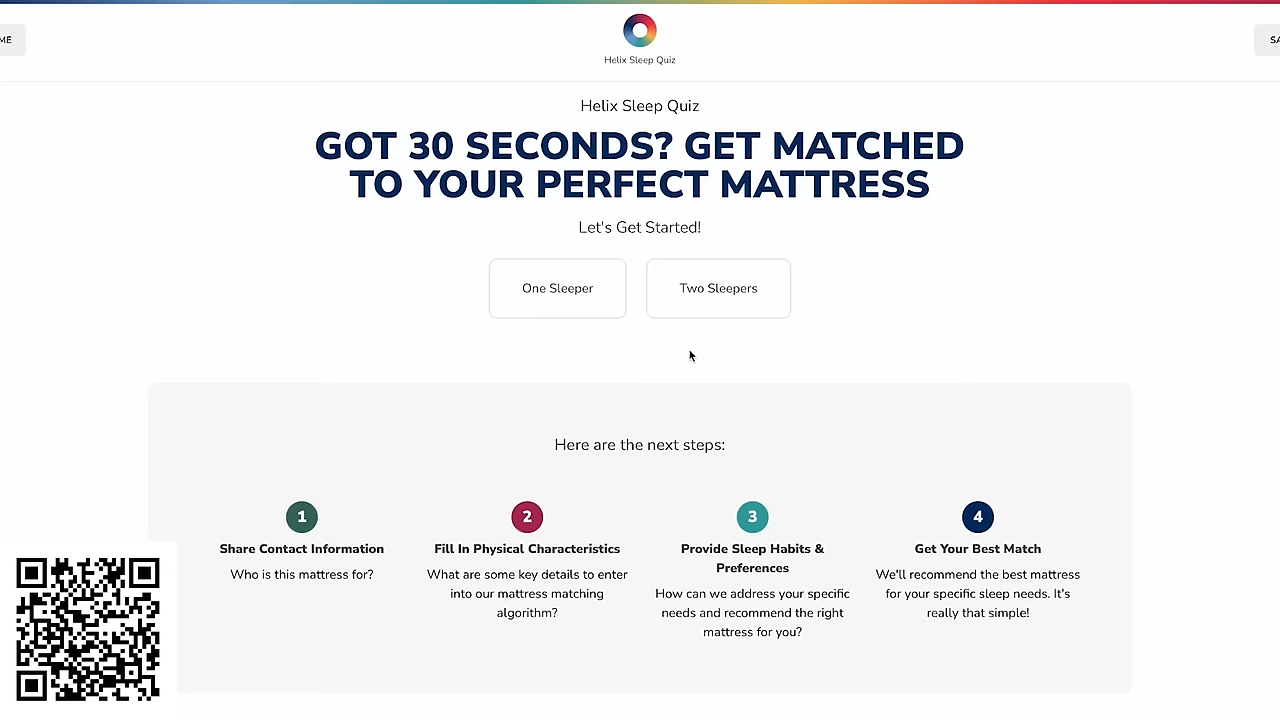 ME
SA
Helix Sleep Quiz
Helix Sleep Quiz
GOT 30 SECONDS? GET MATCHED
TO YOUR PERFECT MATTRESS
Let's Get Started!
One Sleeper
Two Sleepers
Here are the next steps:
1
Share Contact Information
Who is this mattress for?
2
Fill In Physical Characteristics
What are some key details to enter
into our mattress matching
algorithm?
3
Provide Sleep Habits &
Preferences
How can we address your specific
needs and recommend the right
mattress for you?
4
Get Your Best Match
We'll recommend the best mattress
for your specific sleep needs. It's
really that simple!